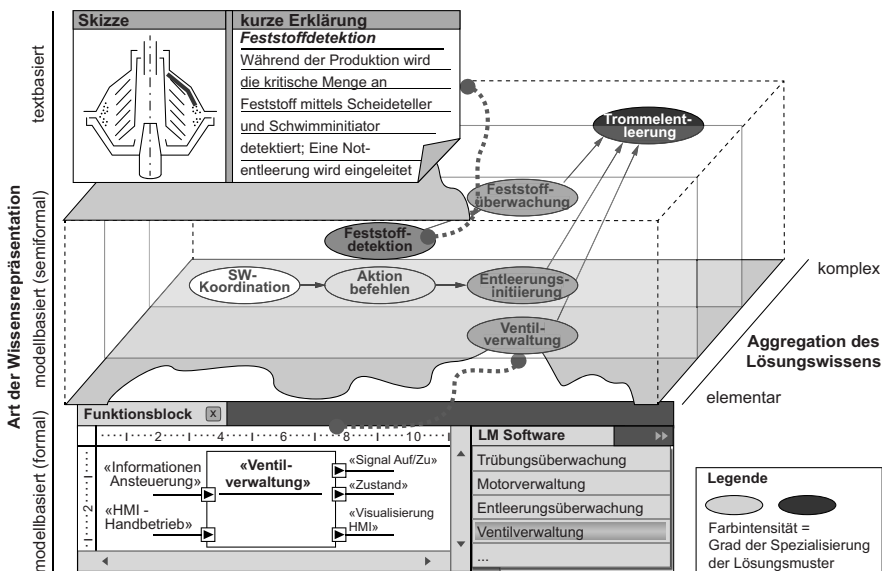 Skizze
kurze Erklärung
Feststoffdetektion
Während der Produktion wird
die kritische Menge an
Feststoff mittels Scheideteller
und Schwimminitiator
detektiert; Eine Not-
entleerung wird eingeleitet
Art der Wissensrepräsentation
textbasiert
modellbasiert (semiformal)
modellbasiert (formal)
Trommelent-
leerung
Feststoff-
überwachung
Feststoff-
detektion
SW-
Koordination
Aktion
befehlen
Entleerungs-
initiierung
Ventil-
verwaltung
komplex
Aggregation des
Lösungswissens
elementar
Funktionsblock x
2 4 6 8 10
2
«Informationen
Ansteuerung»
«HMI -
Handbetrieb»
«Ventil-
verwaltung»
«Signal Auf/Zu»
«Zustand»
«Visualisierung
HMI»
LM Software
Trübungsüberwachung
Motorverwaltung
Entleerungsüberwachung
Ventilverwaltung
...
Legende
Farbintensität =
Grad der Spezialisierung
der Lösungsmuster